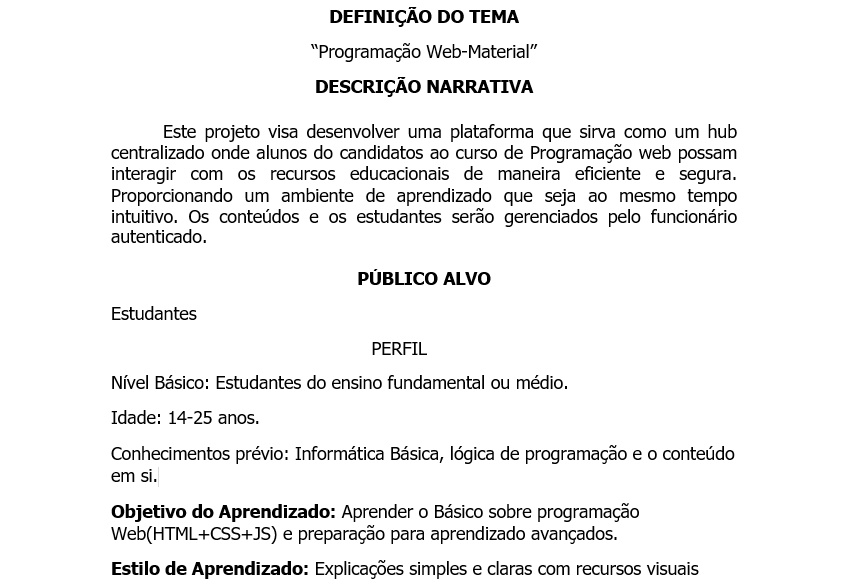 DEFINIÇÃO DO TEMA
“Programação Web-Material”
DESCRIÇÃO NARRATIVA
Este projeto visa desenvolver uma plataforma que sirva como um hub
centralizado onde alunos do candidatos ao curso de Programação web possam
interagir com os recursos educacionais de maneira eficiente e segura.
Proporcionando um ambiente de aprendizado que seja ao mesmo tempo
intuitivo. Os conteúdos e os estudantes serão gerenciados pelo funcionário
autenticado.
PÚBLICO ALVO
Estudantes
PERFIL
Nível Básico: Estudantes do ensino fundamental ou médio.
Idade: 14-25 anos.
Conhecimentos prévio: Informática Básica, lógica de programação e o conteúdo
em si.
Objetivo do Aprendizado: Aprender o Básico sobre programação
Web(HTML+CSS+JS) e preparação para aprendizado avançados.
Estilo de Aprendizado: Explicações simples e claras com recursos visuais